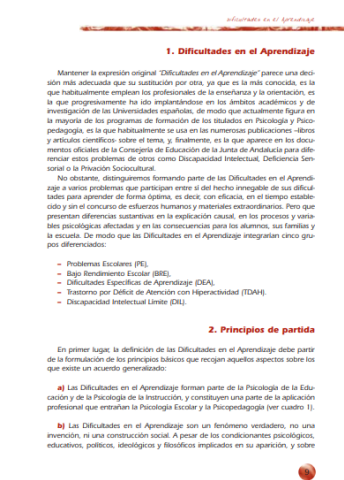 Dificultades en el Aprendizaje
1. Dificultades en el Aprendizaje
Mantener la expresión original "Dificultades en el Aprendizaje" parece una deci-
sión más adecuada que su sustitución por otra, ya que es la más conocida, es la
que habitualmente emplean los profesionales de la enseñanza y la orientación, es
la que progresivamente ha ido implantándose en los ámbitos académicos y de
investigación de las Universidades españolas, de modo que actualmente figura en
la mayoría de los programas de formación de los titulados en Psicología y Psico-
pedagogía, es la que habitualmente se usa en las numerosas publicaciones –libros
y artículos científicos- sobre el tema, y, finalmente, es la que aparece en los docu-
mentos oficiales de la Consejería de Educación de la Junta de Andalucía para dife-
renciar estos problemas de otros como Discapacidad Intelectual, Deficiencia Sen-
sorial o la Privación Sociocultural.
No obstante, distinguiremos formando parte de las Dificultades en el Aprendi-
zaje a varios problemas que participan entre sí del hecho innegable de sus dificul-
tades para aprender de forma óptima, es decir, con eficacia, en el tiempo estable-
cido y sin el concurso de esfuerzos humanos y materiales extraordinarios. Pero que
presentan diferencias sustantivas en la explicación causal, en los procesos y varia-
bles psicológicas afectadas y en las consecuencias para los alumnos, sus familias y
la escuela. De modo que las Dificultades en el Aprendizaje integrarían cinco gru-
pos diferenciados:
– Problemas Escolares (PE),
– Bajo Rendimiento Escolar (BRE),
– Dificultades Específicas de Aprendizaje (DEA),
– Trastorno por Déficit de Atención con Hiperactividad (TDAH).
– Discapacidad Intelectual Límite (DIL).
2. Principios de partida
En primer lugar, la definición de las Dificultades en el Aprendizaje debe partir
de la formulación de los principios básicos que recojan aquellos aspectos sobre los
que existe un acuerdo generalizado:
a) Las Dificultades en el Aprendizaje forman parte de la Psicología de la Edu-
cación y de la Psicología de la Instrucción, y constituyen una parte de la aplicación
profesional que entrañan la Psicología Escolar y la Psicopedagogía (ver cuadro 1).
b) Las Dificultades en el Aprendizaje son un fenómeno verdadero, no una
invención, ni una construcción social. A pesar de los condicionantes psicológicos,
educativos, políticos, ideológicos y filosóficos implicados en su aparición, y sobre
9